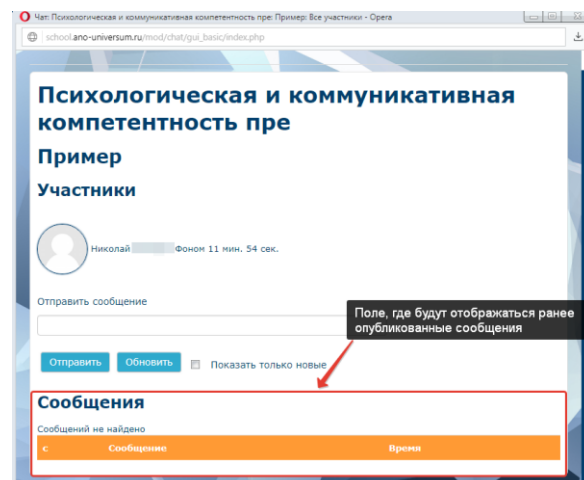 Чат: Психологическая и коммуникативная компетентность пре: Пример: Все участники - Opera
school.ano-universum.ru/mod/chat/gui_basic/index.php
Психологическая и коммуникативная
компетентность пре
Пример
Участники
Николай Фоном 11 мин. 54 сек.
Отправить сообщение
Поле, где будут отображаться ранее
опубликованные сообщения
Отправить Обновить Показать только новые
Сообщения
Сообщений не найдено
с Сообщение Время